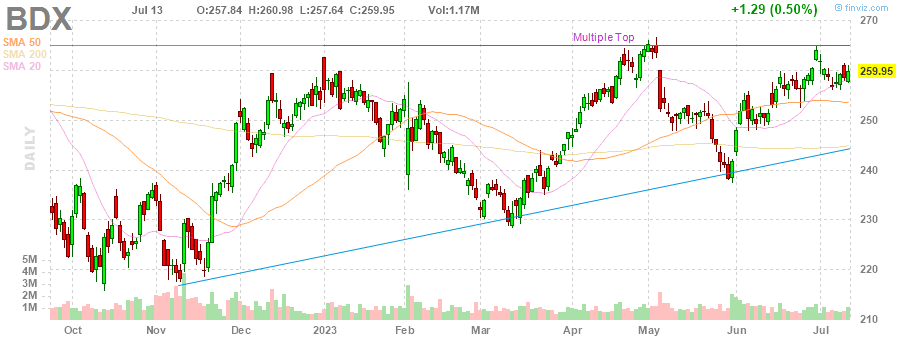 BDX
Jul 13 O:257.84 H:260.98 L:257.64 C:259.95 Vol:1.17M
+1.29 (0.50%)
© finviz.com
SMA 50
SMA 200
SMA 20
Multiple Top
DAILY
270
259.95
250
240
230
220
210
5M
4M
3M
2M
1M
Oct Nov Dec 2023 Feb Mar Apr May Jun Jul